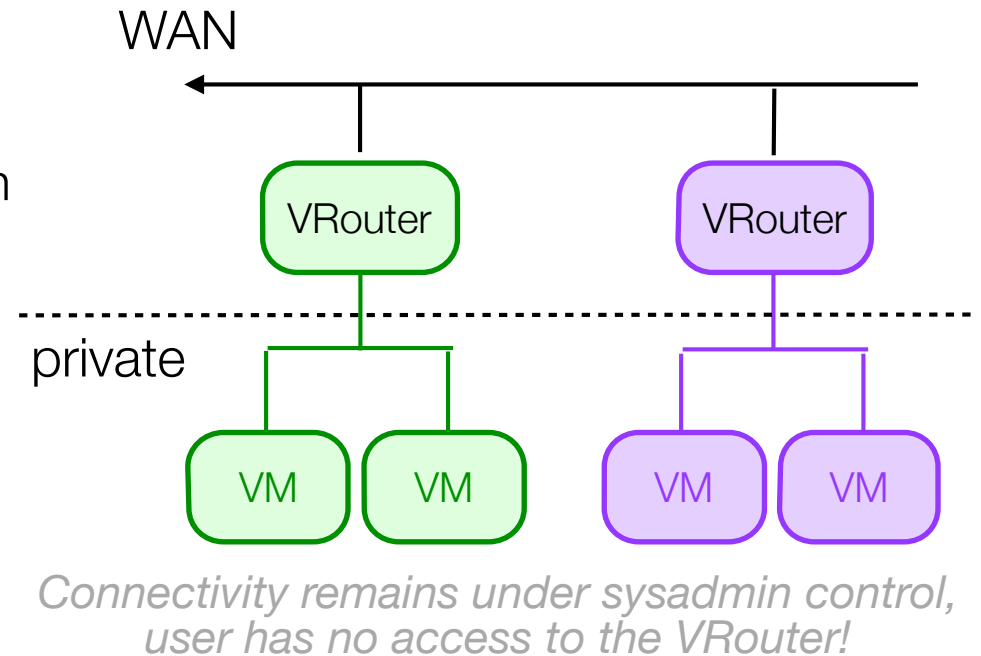 WAN
n
VRouter VRouter
private
VM VM VM VM
Connectivity remains under sysadmin control,
user has no access to the VRouter!